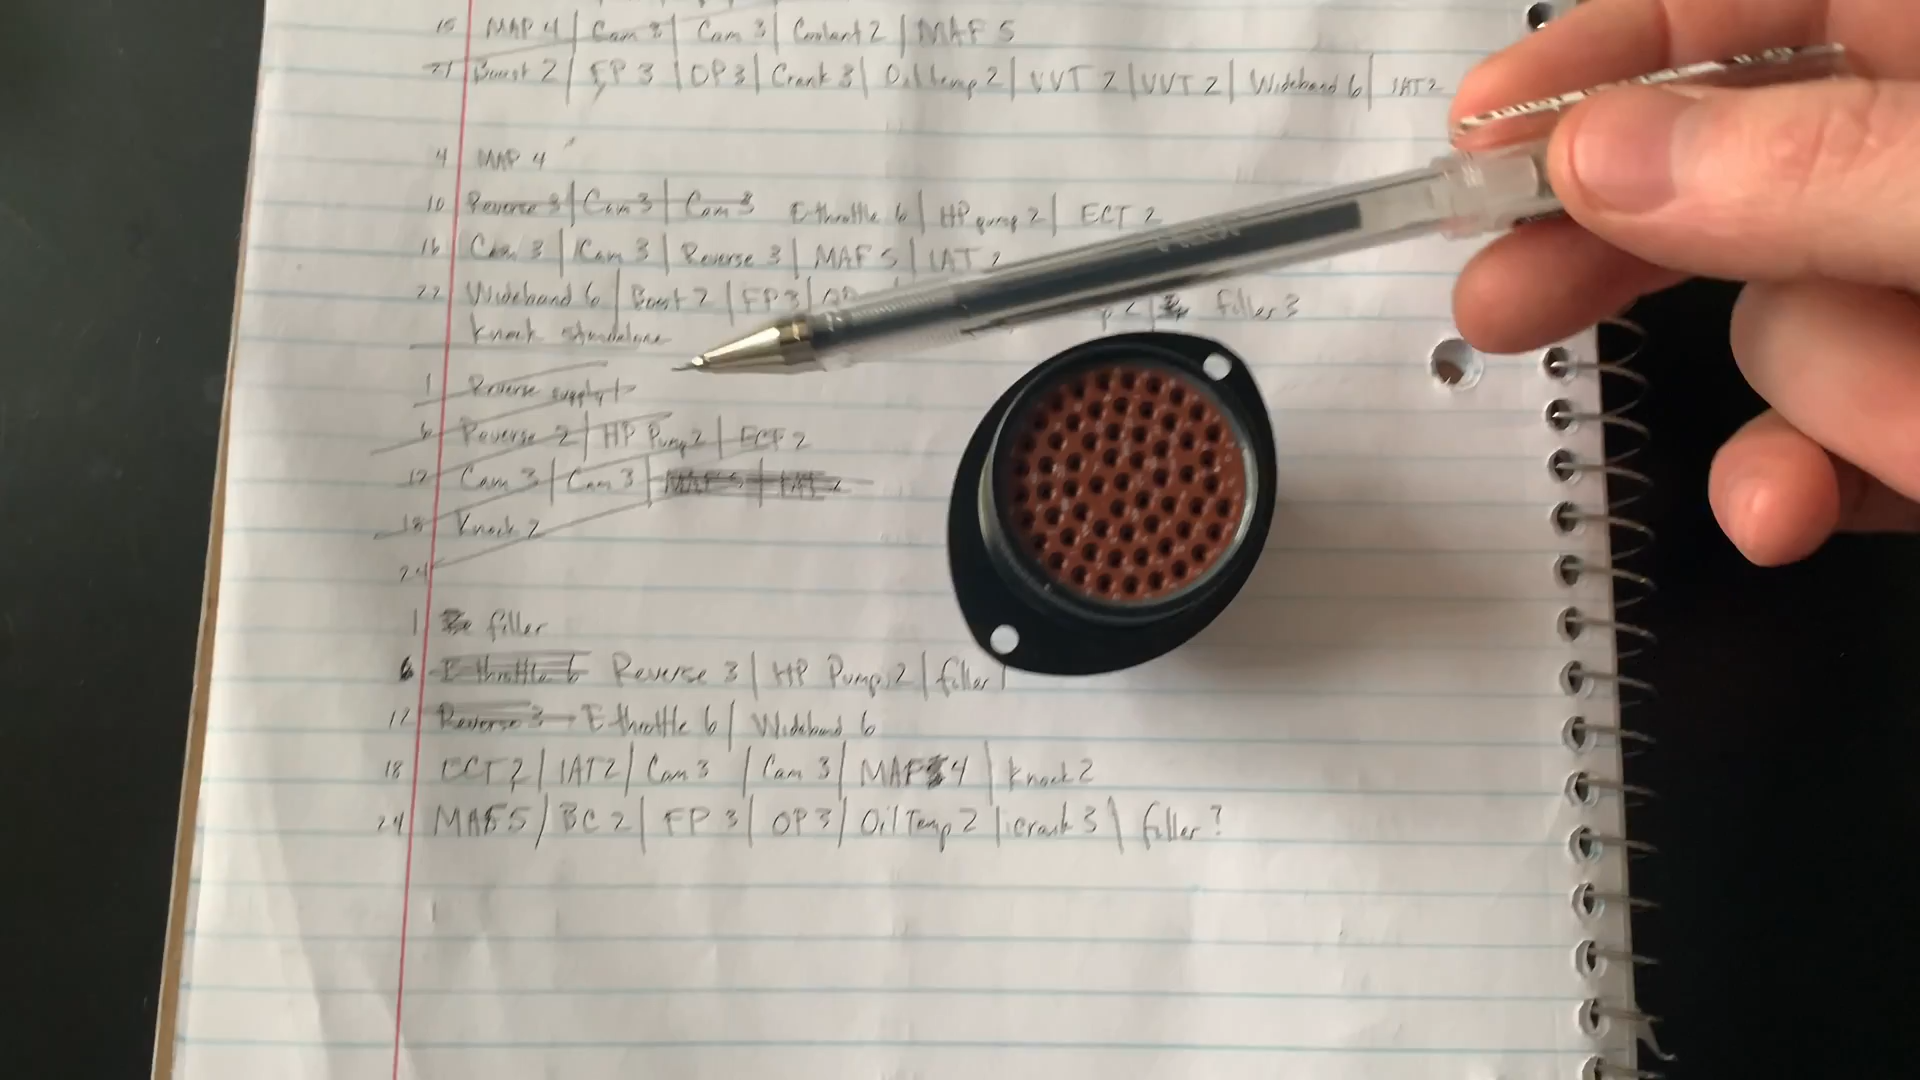 15 MAP 4 | Cam 3 | Cam 3 | Coolant 2 | MAF 5
21 Boost 2 | FP 3 | OP 3 | Crank 3 | Oil temp 2 | VVT 2 | VVT 2 | Wideband 6 | IAT 2
4 MAP 4
10 Reverse 3 | Cam 3 | Cam 3 E throttle 6 | HP pump 2 | ECT 2
16 Cam 3 | Cam 3 | Reverse 3 | MAF 5 | IAT 2
22 Wideband 6 | Boost 2 | FP 3 | filler 3
Knock standalone
1 Reverse supply 1
6 Reverse 2 | HP Pump 2 | ECT 2
12 Cam 3 | Cam 3 | MAF 5 | IAT 2
18 Knock 2
24
1 filler
6 E throttle 6 Reverse 3 | HP Pump 2 | filler 1
12 Reverse 3 E throttle 6 | Wideband 6
18 ECT 2 | IAT 2 | Cam 3 | Cam 3 | MAP 4 | Knock 2
24 MAF 5 | BC 2 | FP 3 | OP 3 | Oil Temp 2 | crank 3 | filler ?